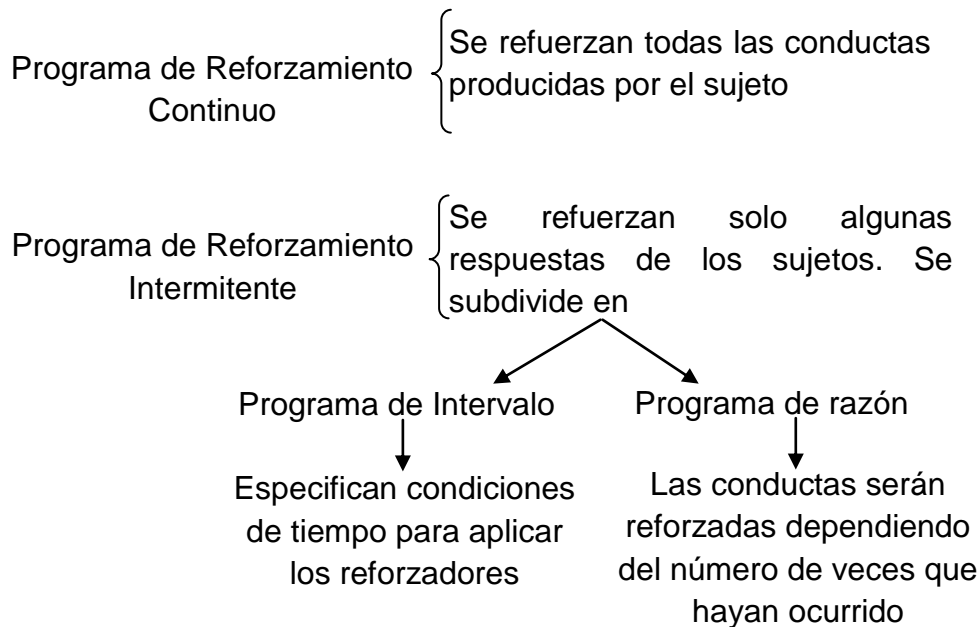 Programa de Reforzamiento
Continuo
Se refuerzan todas las conductas
producidas por el sujeto
Programa de Reforzamiento
Intermitente
Se refuerzan solo algunas
respuestas de los sujetos. Se
subdivide en
Programa de Intervalo
Especifican condiciones
de tiempo para aplicar
los reforzadores
Programa de razón
Las conductas serán
reforzadas dependiendo
del número de veces que
hayan ocurrido